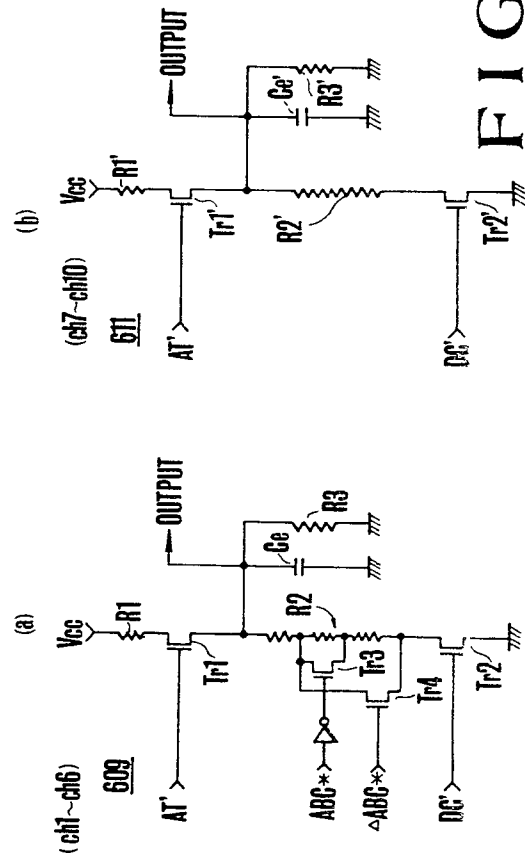 (a)
(ch1~ch6)
609
Vcc
R1
AT'
Tr1
OUTPUT
Ce
R3
R2
Tr3
Tr4
ABC*
ΔABC*
DC'
Tr2
(b)
(ch7~ch10)
611
Vcc
R1'
AT'
Tr1'
OUTPUT
Ce'
R3'
R2'
DC'
Tr2'
FIG